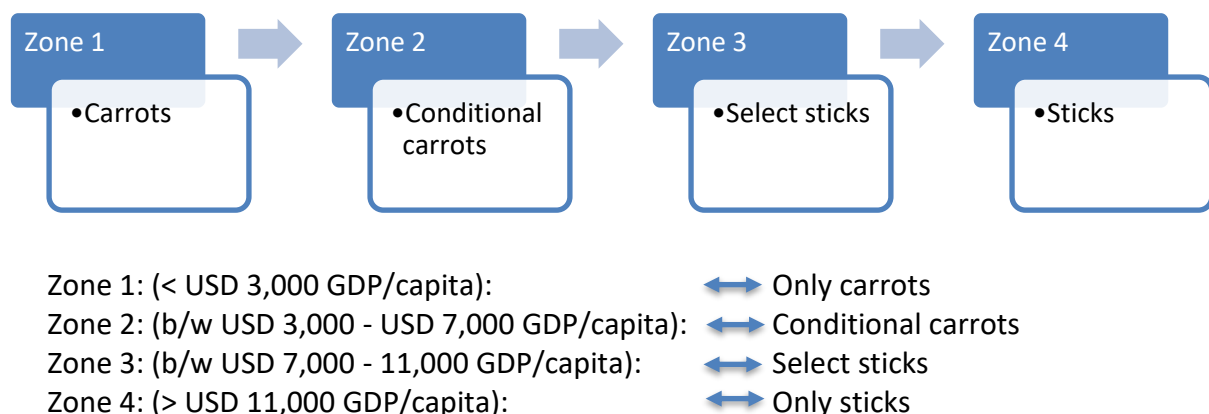 Zone 1
•Carrots
Zone 2
•Conditional
carrots
Zone 3
•Select sticks
Zone 4
•Sticks
Zone 1: (< USD 3,000 GDP/capita): Only carrots
Zone 2: (b/w USD 3,000 - USD 7,000 GDP/capita): Conditional carrots
Zone 3: (b/w USD 7,000 - 11,000 GDP/capita): Select sticks
Zone 4: (> USD 11,000 GDP/capita): Only sticks